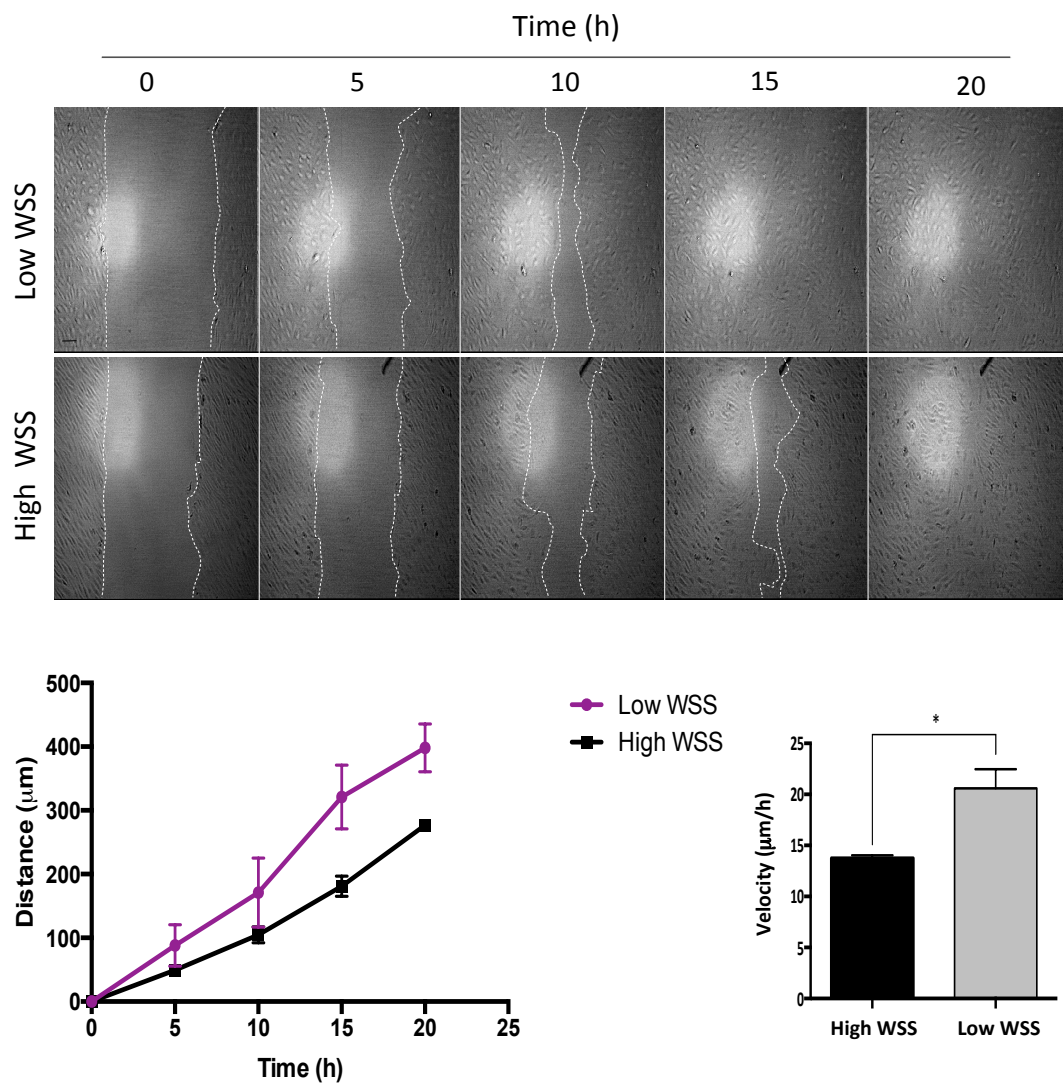 Time (h)
0 5 10 15 20
Low WSS
High WSS
500
400
300
200
100
0
0 5 10 15 20 25
Distance (μm)
Time (h)
Low WSS
High WSS
*
25
20
15
10
5
0
Velocity (μm/h)
High WSS Low WSS